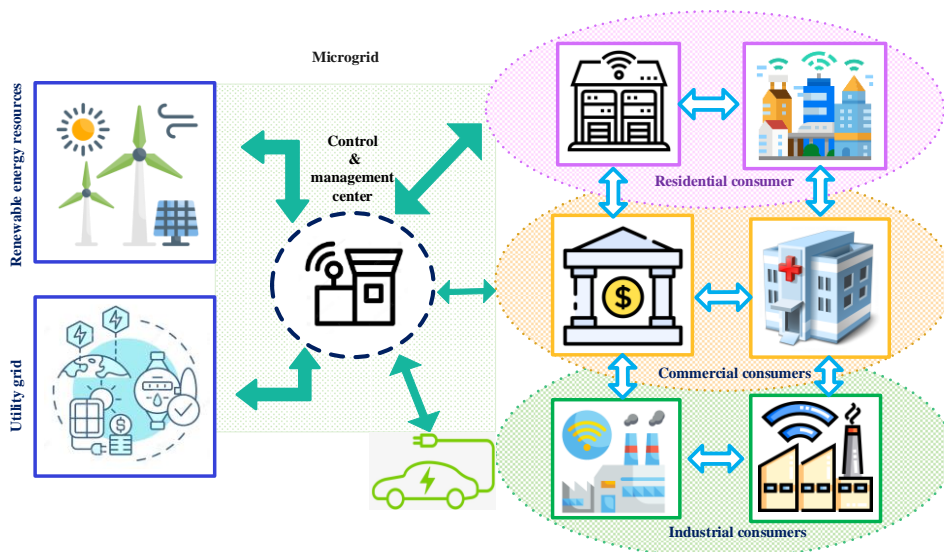 Microgrid
Renewable energy resources
Control
&
management
center
Residential consumer
$
Utility grid
$
Commercial consumers
Industrial consumers